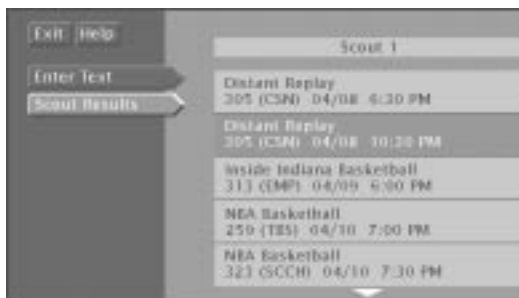 Exit Help
Scout 1
Enter Text
Scout Results
Distant Replay
305 (CSN) 04/08 6:30 PM
Distant Replay
305 (CSN) 04/08 10:30 PM
Inside Indiana Basketball
313 (EMP) 04/09 6:00 PM
NBA Basketball
259 (TBS) 04/10 7:00 PM
NBA Basketball
323 (SCCH) 04/10 7:30 PM